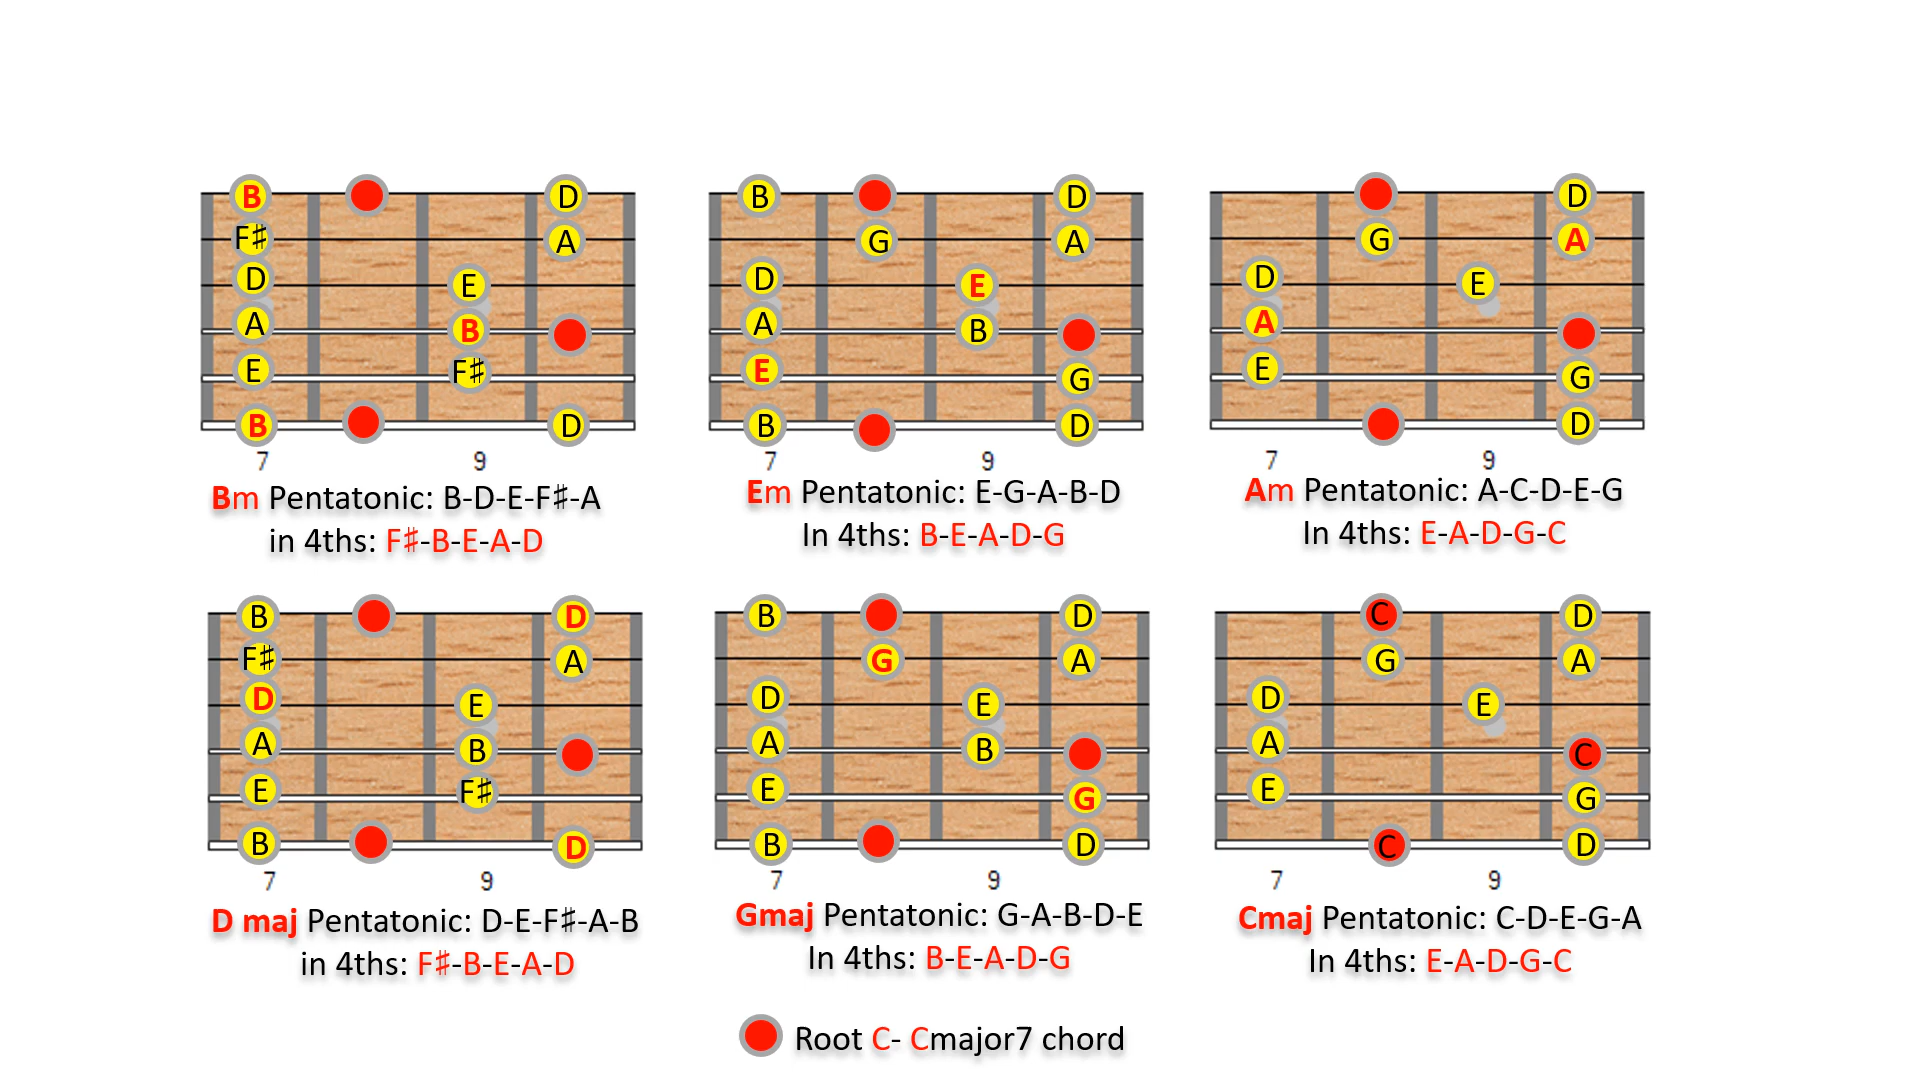 B D
F♯ A
D E
A B
E F♯
B D
7 9
Bm Pentatonic: B-D-E-F♯-A
in 4ths: F♯-B-E-A-D
B D
G A
D E
A B
E G
B D
7 9
Em Pentatonic: E-G-A-B-D
In 4ths: B-E-A-D-G
D
G A
D E
A
E G
D
7 9
Am Pentatonic: A-C-D-E-G
In 4ths: E-A-D-G-C
B D
F♯ A
D E
A B
E F♯
B D
7 9
D maj Pentatonic: D-E-F♯-A-B
in 4ths: F♯-B-E-A-D
B D
G A
D E
A B
E G
B D
7 9
Gmaj Pentatonic: G-A-B-D-E
In 4ths: B-E-A-D-G
C D
G A
D E
A C
E G
C D
7 9
Cmaj Pentatonic: C-D-E-G-A
In 4ths: E-A-D-G-C
Root C- Cmajor7 chord